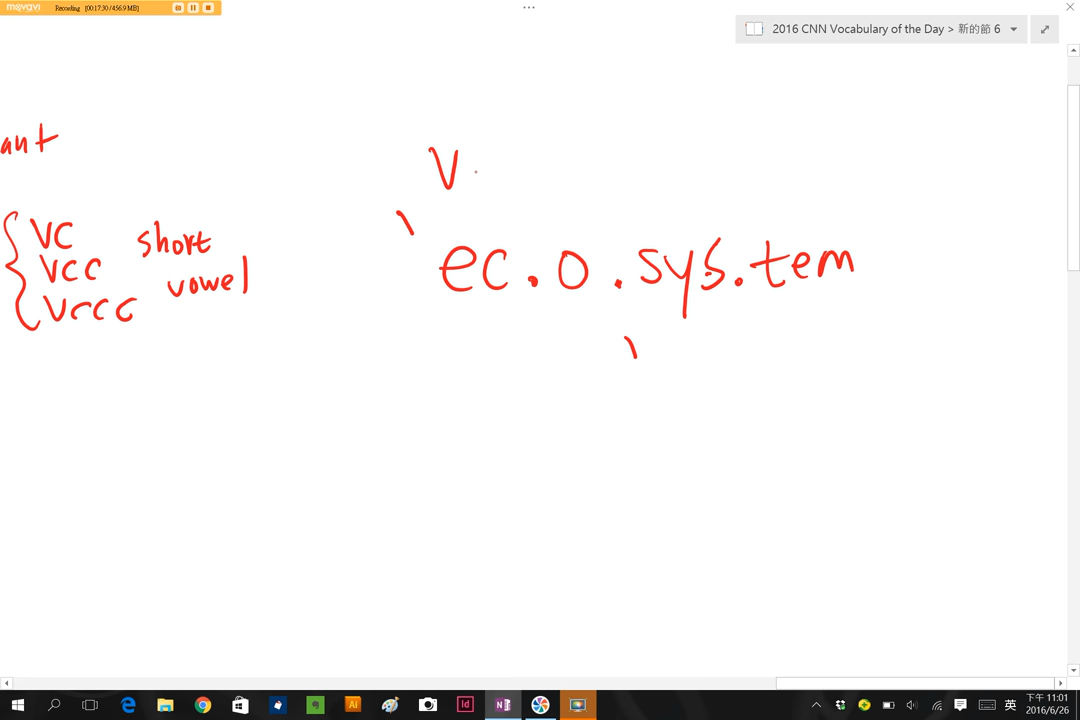 movavi Recording [00:17:30 / 456.9 MB]
2016 CNN Vocabulary of the Day > 新的節 6
ant
V
VC short
VCC vowel
VCCC
ec.o.sys.tem
英
下午 11:01
2016/6/26